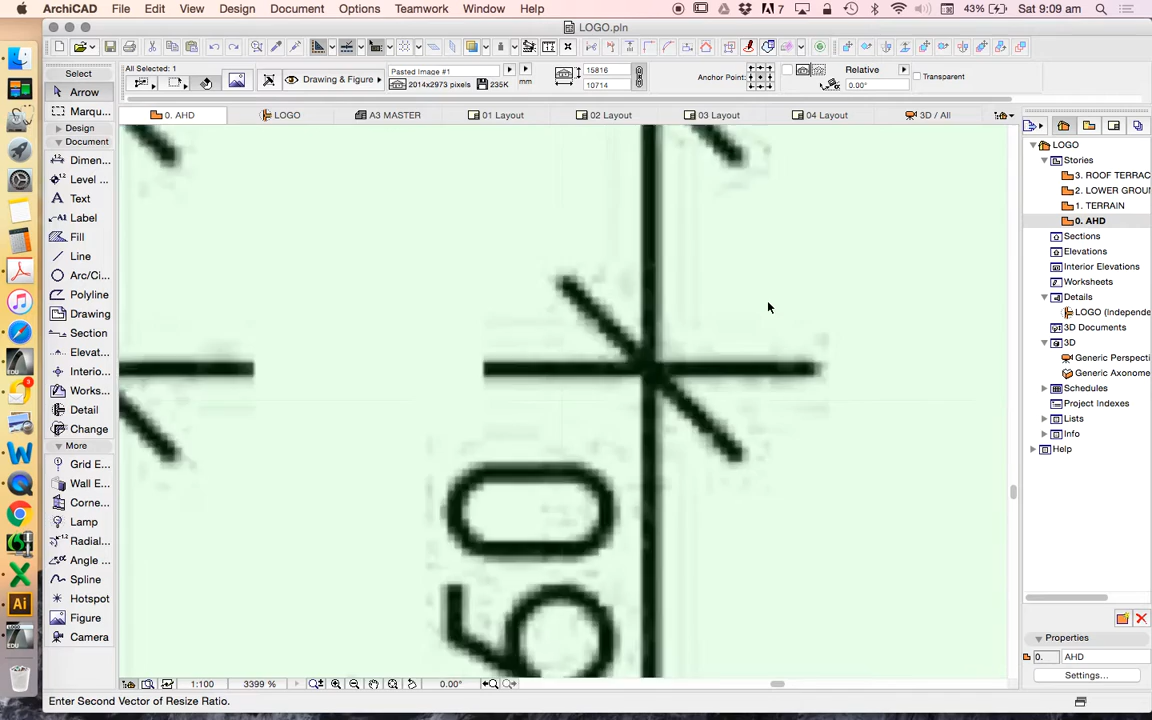 ArchiCAD File Edit View Design Document Options Teamwork Window Help 7 43% Sat 9:09 am
LOGO.pln
Select
All Selected: 1
Drawing & Figure
Pasted Image #1
2014x2973 pixels 235K
15816
10714
mm
Anchor Point:
Relative
0.00°
Transparent
Arrow
Marqu...
Design
Document
Dimen...
Level ...
Text
Label
Fill
Line
Arc/Ci...
Polyline
Drawing
Section
Elevat...
Interio...
Works...
Detail
Change
More
Grid E...
Wall E...
Corne...
Lamp
Radial...
Angle ...
Spline
Hotspot
Figure
Camera
0. AHD
LOGO
A3 MASTER
01 Layout
02 Layout
03 Layout
04 Layout
3D / All
60
LOGO
Stories
3. ROOF TERRAC
2. LOWER GROUN
1. TERRAIN
0. AHD
Sections
Elevations
Interior Elevations
Worksheets
Details
LOGO (Independe
3D Documents
3D
Generic Perspecti
Generic Axonome
Schedules
Project Indexes
Lists
Info
Help
Properties
0. AHD
Settings...
1:100
3399 %
0.00°
Enter Second Vector of Resize Ratio.